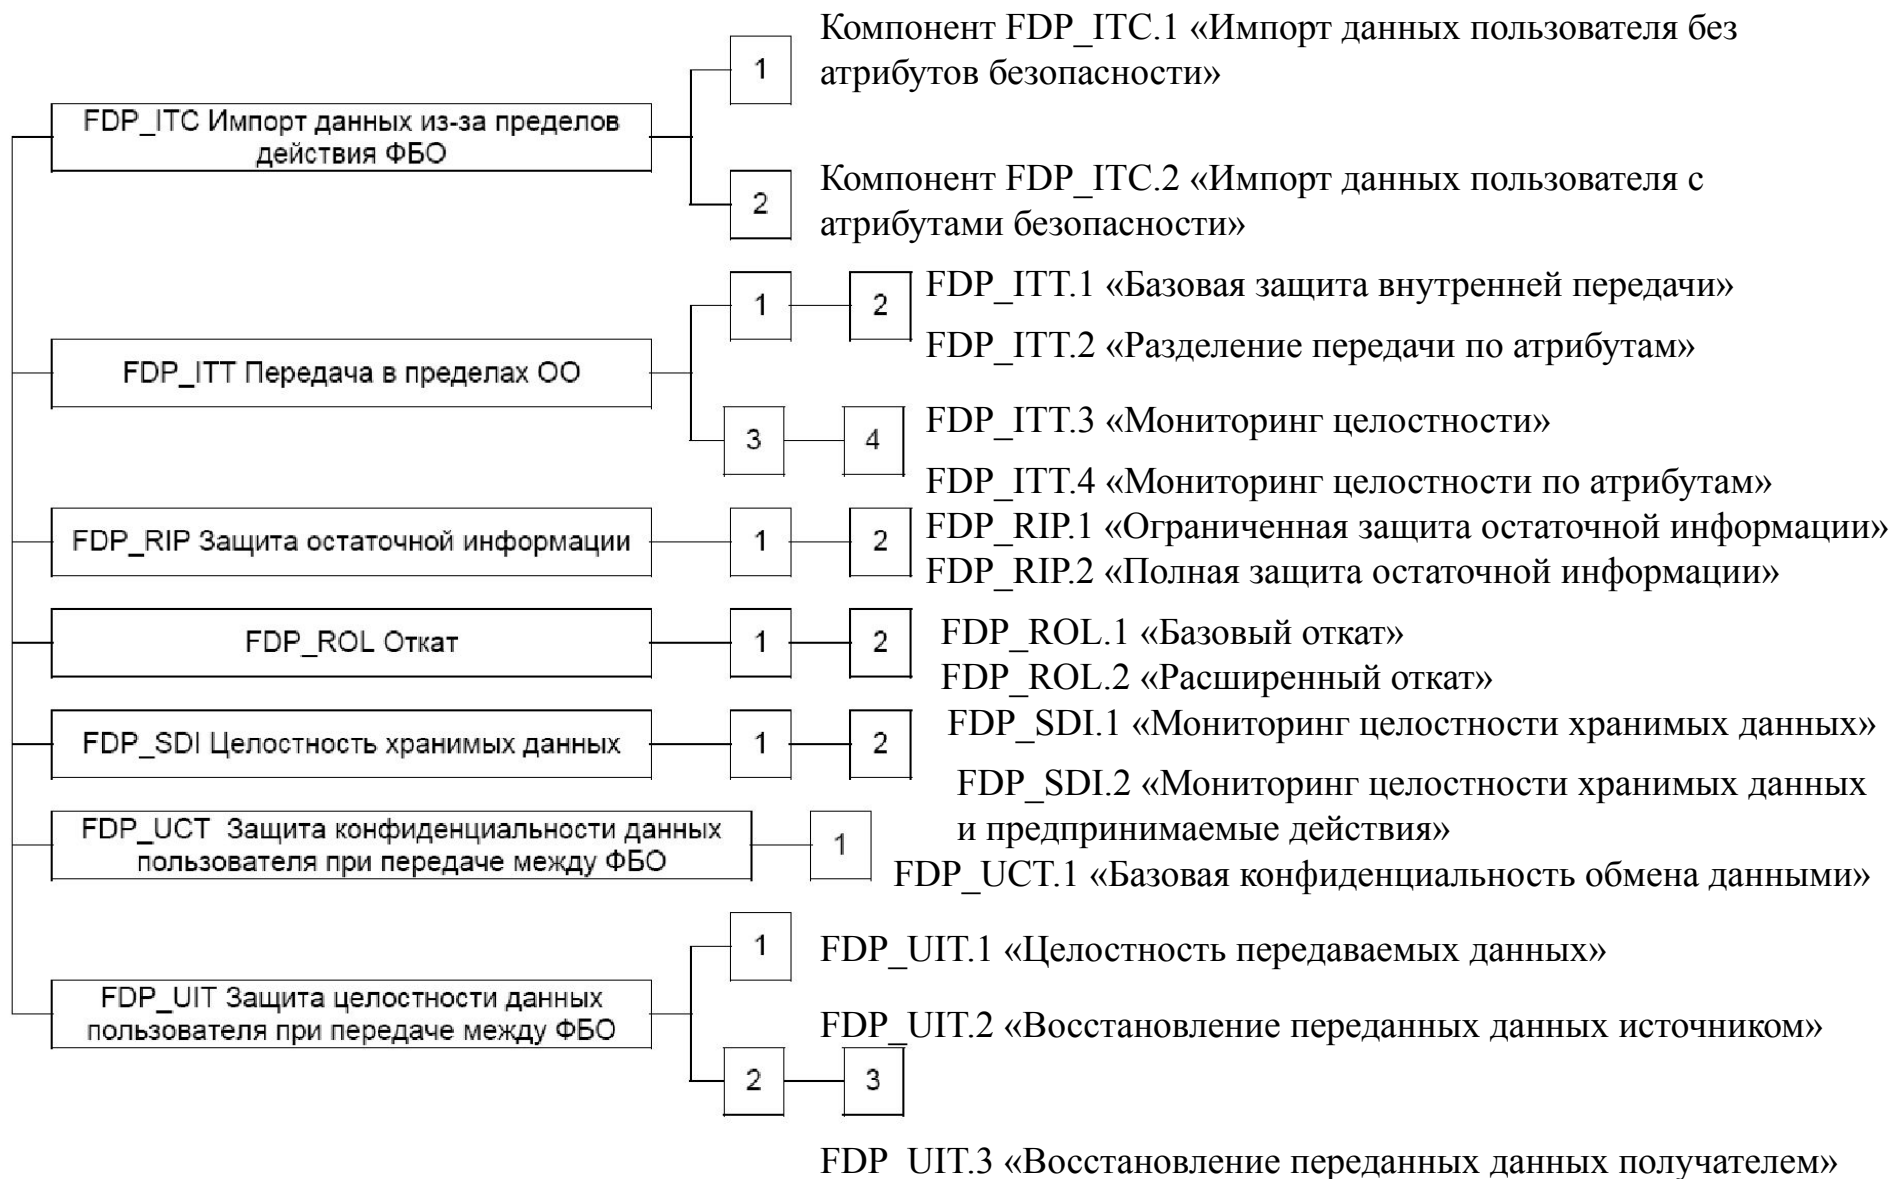 Компонент FDP_ITC.1 «Импорт данных пользователя без
атрибутов безопасности»
1
FDP_ITC Импорт данных из-за пределов
действия ФБО
Компонент FDP_ITC.2 «Импорт данных пользователя с
атрибутами безопасности»
2
FDP_ITT.1 «Базовая защита внутренней передачи»
1
2
FDP_ITT.2 «Разделение передачи по атрибутам»
FDP_ITT Передача в пределах ОО
FDP_ITT.3 «Мониторинг целостности»
3
4
FDP_ITT.4 «Мониторинг целостности по атрибутам»
FDP_RIP Защита остаточной информации
1
2
FDP_RIP.1 «Ограниченная защита остаточной информации»
FDP_RIP.2 «Полная защита остаточной информации»
FDP_ROL Откат
1
2
FDP_ROL.1 «Базовый откат»
FDP_ROL.2 «Расширенный откат»
FDP_SDI Целостность хранимых данных
1
2
FDP_SDI.1 «Мониторинг целостности хранимых данных»
FDP_SDI.2 «Мониторинг целостности хранимых данных
и предпринимаемые действия»
FDP_UCT Защита конфиденциальности данных
пользователя при передаче между ФБО
1
FDP_UCT.1 «Базовая конфиденциальность обмена данными»
1
FDP_UIT.1 «Целостность передаваемых данных»
FDP_UIT Защита целостности данных
пользователя при передаче между ФБО
FDP_UIT.2 «Восстановление переданных данных источником»
2
3
FDP_UIT.3 «Восстановление переданных данных получателем»